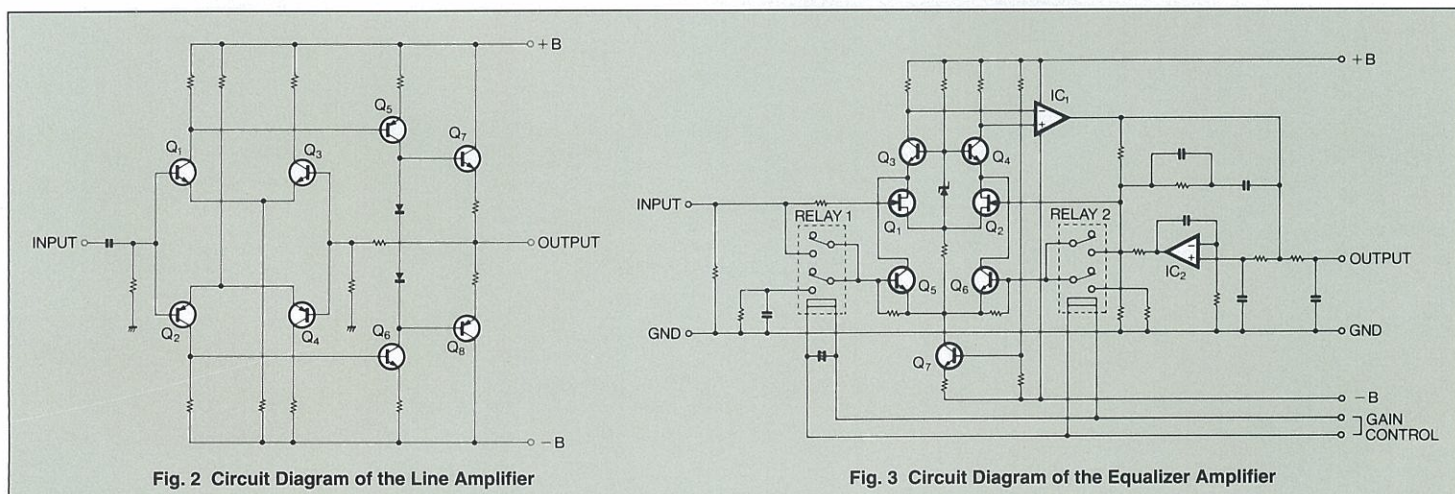 +B
Q5
Q7
Q1
Q3
INPUT
OUTPUT
Q2
Q4
Q6
Q8
−B
Fig. 2 Circuit Diagram of the Line Amplifier
+B
IC1
−
+
Q3
Q4
INPUT
RELAY 1
Q1
Q2
RELAY 2
−
+
IC2
OUTPUT
Q5
Q6
GND
GND
Q7
−B
GAIN
CONTROL
Fig. 3 Circuit Diagram of the Equalizer Amplifier